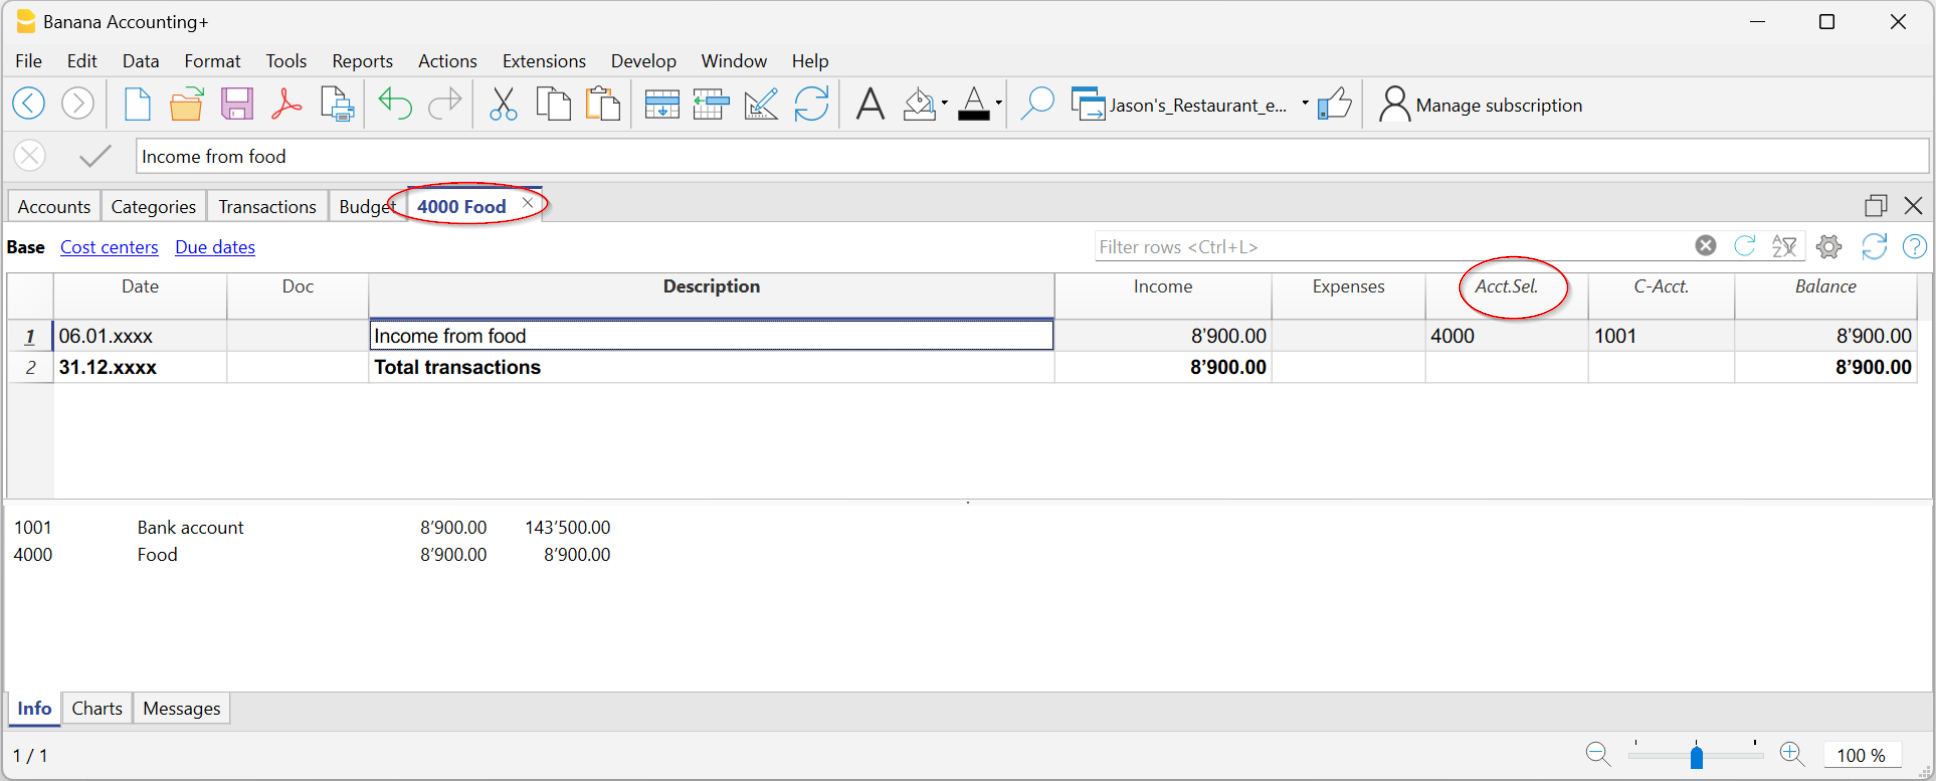 Banana Accounting+
File Edit Data Format Tools Reports Actions Extensions Develop Window Help
Jason's_Restaurant_e... Manage subscription
Income from food
Accounts Categories Transactions Budget 4000 Food
Base Cost centers Due dates Filter rows <Ctrl+L>
Date Doc Description Income Expenses Acct.Sel. C-Acct. Balance
1 06.01.xxxx Income from food 8’900.00 4000 1001 8’900.00
2 31.12.xxxx Total transactions 8’900.00 8’900.00
1001 Bank account 8’900.00 143’500.00
4000 Food 8’900.00 8’900.00
Info Charts Messages
1 / 1 100 %